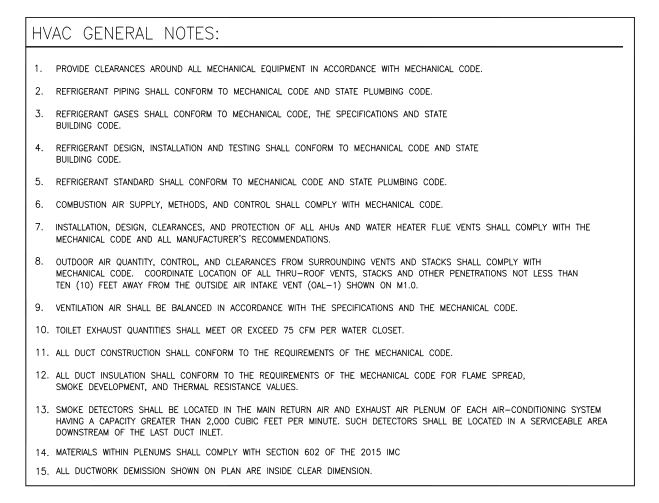 HVAC GENERAL NOTES:
1. PROVIDE CLEARANCES AROUND ALL MECHANICAL EQUIPMENT IN ACCORDANCE WITH MECHANICAL CODE.
2. REFRIGERANT PIPING SHALL CONFORM TO MECHANICAL CODE AND STATE PLUMBING CODE.
3. REFRIGERANT GASES SHALL CONFORM TO MECHANICAL CODE, THE SPECIFICATIONS AND STATE
BUILDING CODE.
4. REFRIGERANT DESIGN, INSTALLATION AND TESTING SHALL CONFORM TO MECHANICAL CODE AND STATE
BUILDING CODE.
5. REFRIGERANT STANDARD SHALL CONFORM TO MECHANICAL CODE AND STATE PLUMBING CODE.
6. COMBUSTION AIR SUPPLY, METHODS, AND CONTROL SHALL COMPLY WITH MECHANICAL CODE.
7. INSTALLATION, DESIGN, CLEARANCES, AND PROTECTION OF ALL AHUs AND WATER HEATER FLUE VENTS SHALL COMPLY WITH THE
MECHANICAL CODE AND ALL MANUFACTURER'S RECOMMENDATIONS.
8. OUTDOOR AIR QUANTITY, CONTROL, AND CLEARANCES FROM SURROUNDING VENTS AND STACKS SHALL COMPLY WITH
MECHANICAL CODE. COORDINATE LOCATION OF ALL THRU-ROOF VENTS, STACKS AND OTHER PENETRATIONS NOT LESS THAN
TEN (10) FEET AWAY FROM THE OUTSIDE AIR INTAKE VENT (OAL-1) SHOWN ON M1.0.
9. VENTILATION AIR SHALL BE BALANCED IN ACCORDANCE WITH THE SPECIFICATIONS AND THE MECHANICAL CODE.
10. TOILET EXHAUST QUANTITIES SHALL MEET OR EXCEED 75 CFM PER WATER CLOSET.
11. ALL DUCT CONSTRUCTION SHALL CONFORM TO THE REQUIREMENTS OF THE MECHANICAL CODE.
12. ALL DUCT INSULATION SHALL CONFORM TO THE REQUIREMENTS OF THE MECHANICAL CODE FOR FLAME SPREAD,
SMOKE DEVELOPMENT, AND THERMAL RESISTANCE VALUES.
13. SMOKE DETECTORS SHALL BE LOCATED IN THE MAIN RETURN AIR AND EXHAUST AIR PLENUM OF EACH AIR-CONDITIONING SYSTEM
HAVING A CAPACITY GREATER THAN 2,000 CUBIC FEET PER MINUTE. SUCH DETECTORS SHALL BE LOCATED IN A SERVICEABLE AREA
DOWNSTREAM OF THE LAST DUCT INLET.
14. MATERIALS WITHIN PLENUMS SHALL COMPLY WITH SECTION 602 OF THE 2015 IMC
15. ALL DUCTWORK DEMISSION SHOWN ON PLAN ARE INSIDE CLEAR DIMENSION.